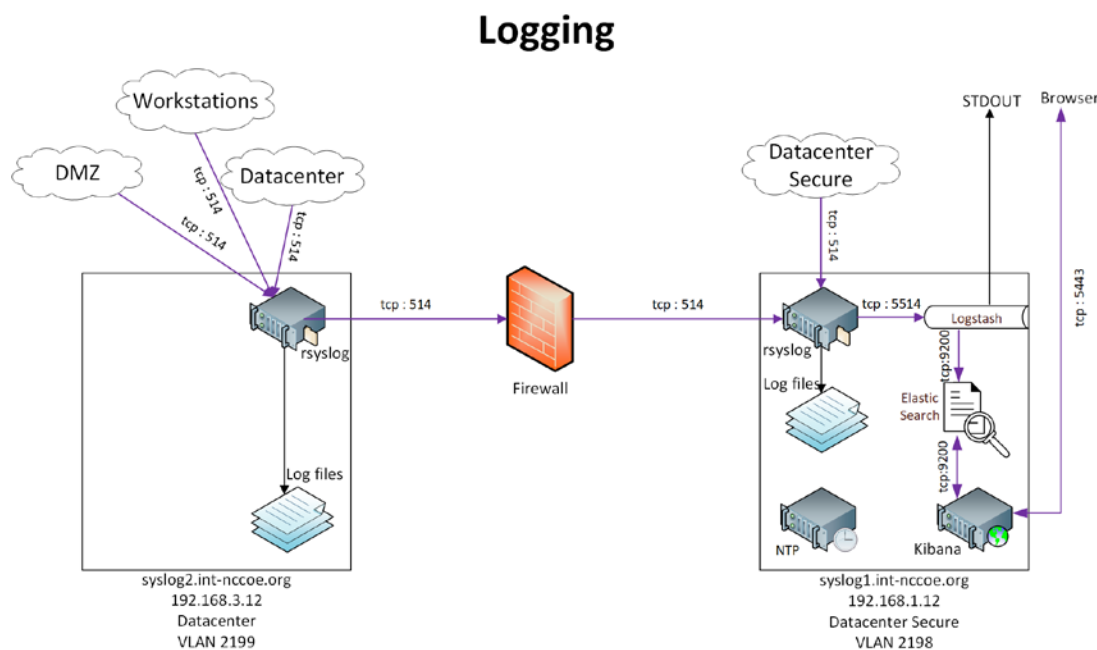 Logging
Workstations
DMZ
Datacenter
tcp : 514
tcp : 514
tcp : 514
Datacenter
Secure
tcp : 514
STDOUT
Browser
tcp : 5443
rsyslog
tcp : 514
Firewall
tcp : 514
rsyslog
tcp : 5514
Logstash
tcp:9200
Log files
Log files
Elastic
Search
tcp:9200
NTP
Kibana
syslog2.int-nccoe.org
192.168.3.12
Datacenter
VLAN 2199
syslog1.int-nccoe.org
192.168.1.12
Datacenter Secure
VLAN 2198